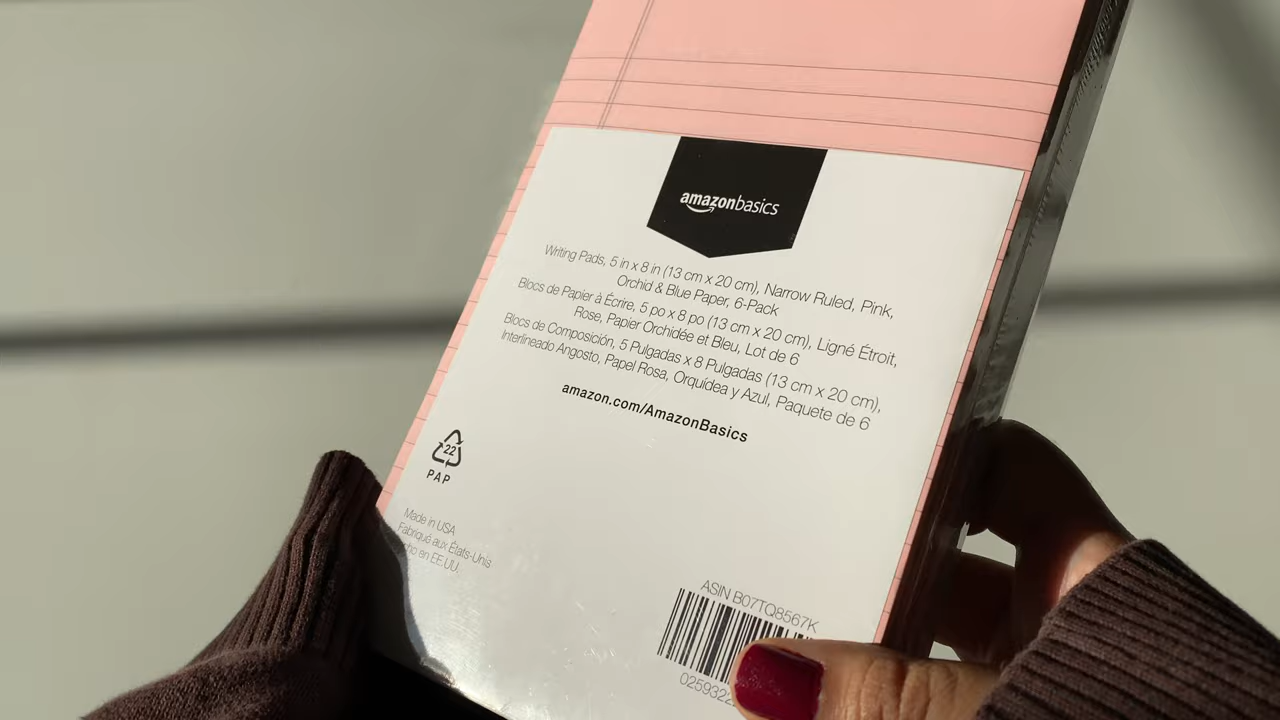 amazonbasics
Writing Pads, 5 in x 8 in (13 cm x 20 cm), Narrow Ruled, Pink,
Orchid & Blue Paper, 6-Pack
Blocs de Papier à Écrire, 5 po x 8 po (13 cm x 20 cm), Ligné Étroit,
Rose, Papier Orchidée et Bleu, Lot de 6
Blocs de Composición, 5 Pulgadas x 8 Pulgadas (13 cm x 20 cm),
Interlineado Angosto, Papel Rosa, Orquídea y Azul, Paquete de 6
amazon.com/AmazonBasics
22
PAP
Made in USA
Fabriqué aux États-Unis
en EE.UU.
ASIN B07TQ8567K